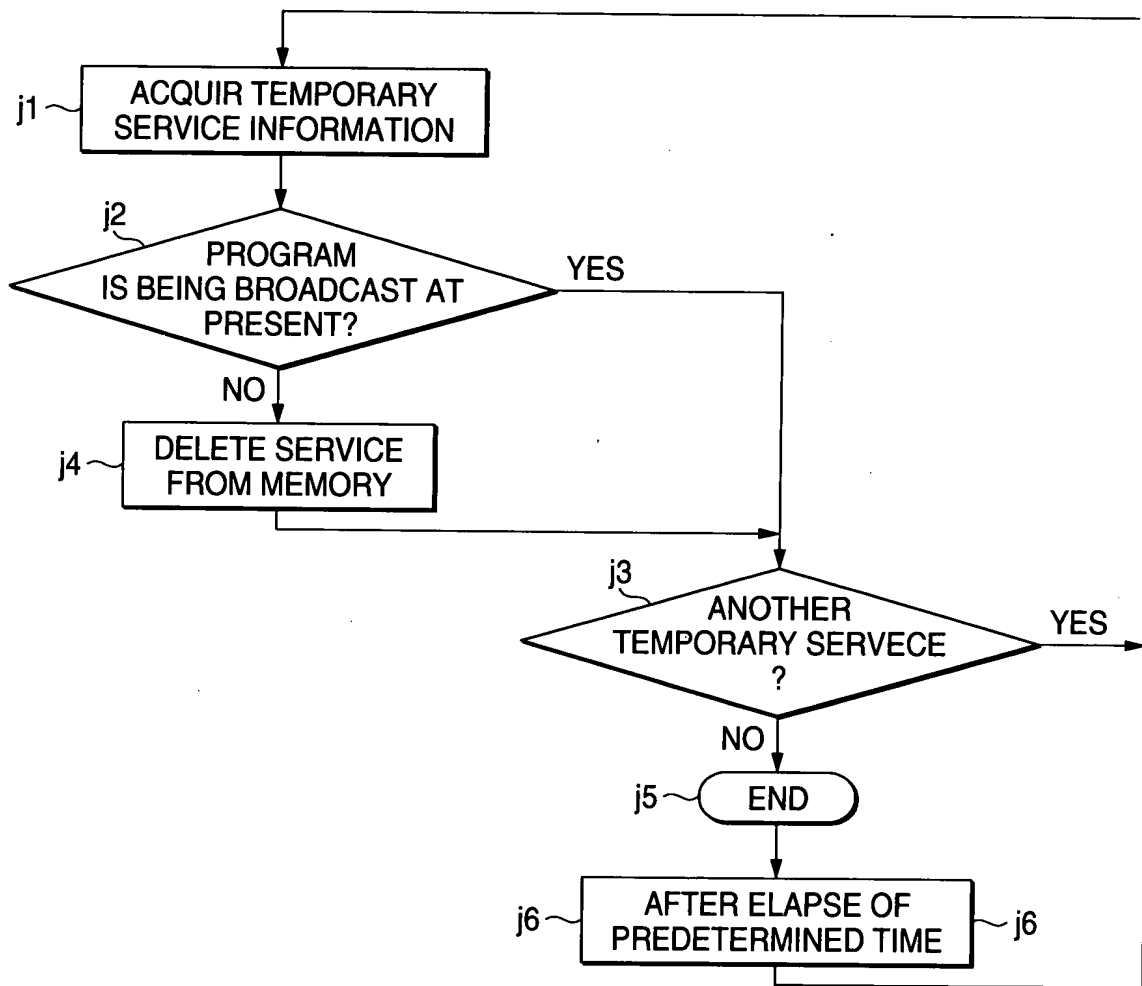 j1
ACQUIR TEMPORARY
SERVICE INFORMATION
j2
PROGRAM
IS BEING BROADCAST AT
PRESENT?
YES
NO
j4
DELETE SERVICE
FROM MEMORY
j3
ANOTHER
TEMPORARY SERVECE
?
YES
NO
j5
END
j6
AFTER ELAPSE OF
PREDETERMINED TIME
j6